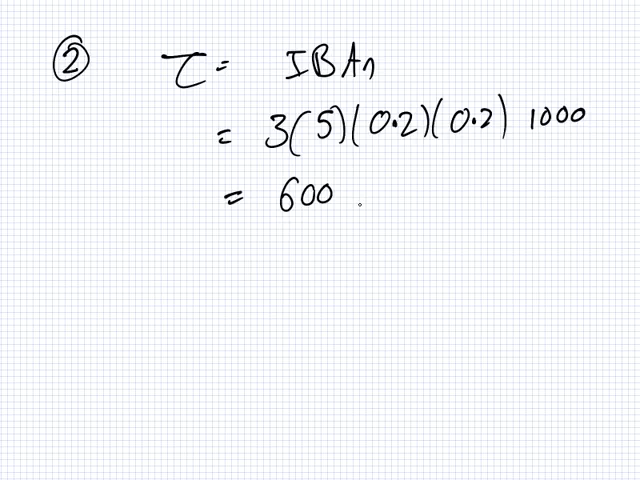 ② τ = IBAn
= 3(5)(0.2)(0.2) 1000
= 600